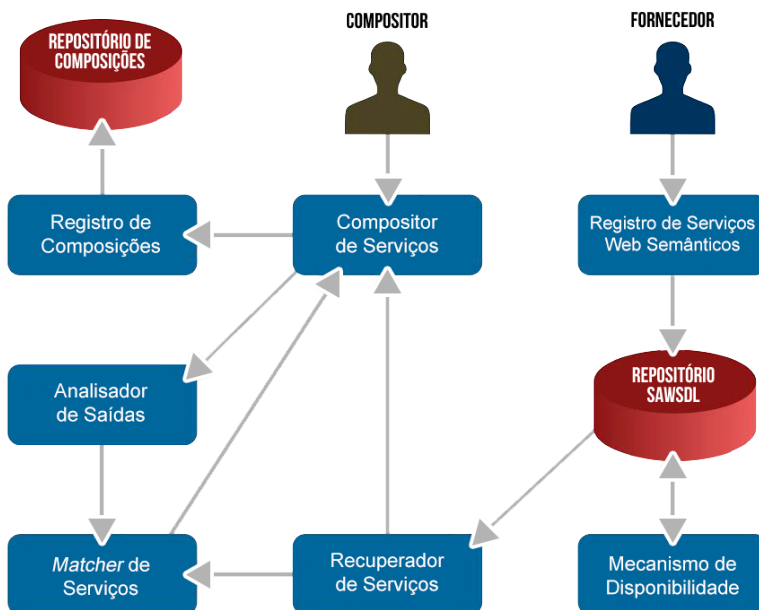 REPOSITÓRIO DE
COMPOSIÇÕES
COMPOSITOR
FORNECEDOR
Registro de
Composições
Compositor
de Serviços
Registro de Serviços
Web Semânticos
Analisador
de Saídas
REPOSITÓRIO
SAWSDL
Matcher de
Serviços
Recuperador
de Serviços
Mecanismo de
Disponibilidade